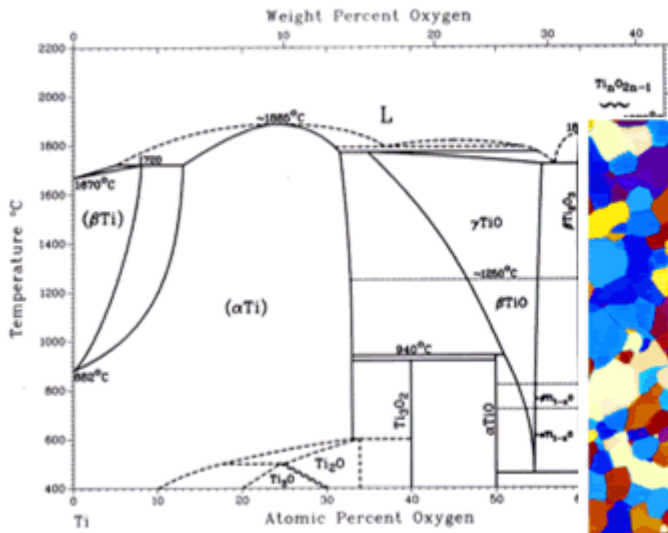 Weight Percent Oxygen
0 10 20 30 40
2200
2000
1800
1600
1400
1200
1000
800
600
400
Temperature °C
TiₙO₂ₙ₋₁
L
~1885°C
1720
1670°C
(βTi)
γTiO
βTi₂O₃
~1250°C
βTiO
(αTi)
940°C
882°C
Ti₃O₂
αTiO
Ti₂O
Ti₃O
0 10 20 30 40 50
Ti
Atomic Percent Oxygen